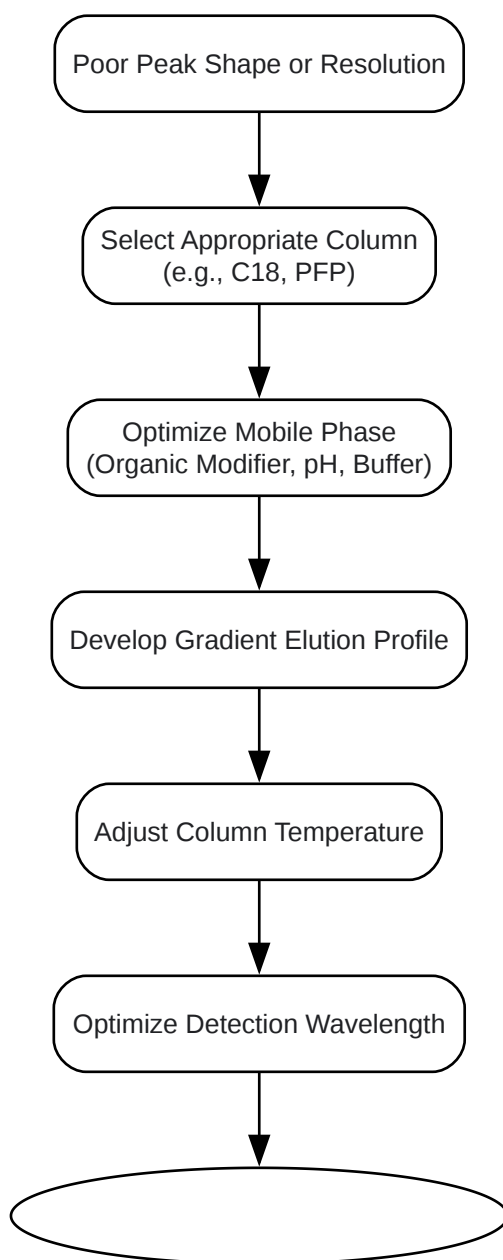 Poor Peak Shape or Resolution
Select Appropriate Column
(e.g., C18, PFP)
Optimize Mobile Phase
(Organic Modifier, pH, Buffer)
Develop Gradient Elution Profile
Adjust Column Temperature
Optimize Detection Wavelength